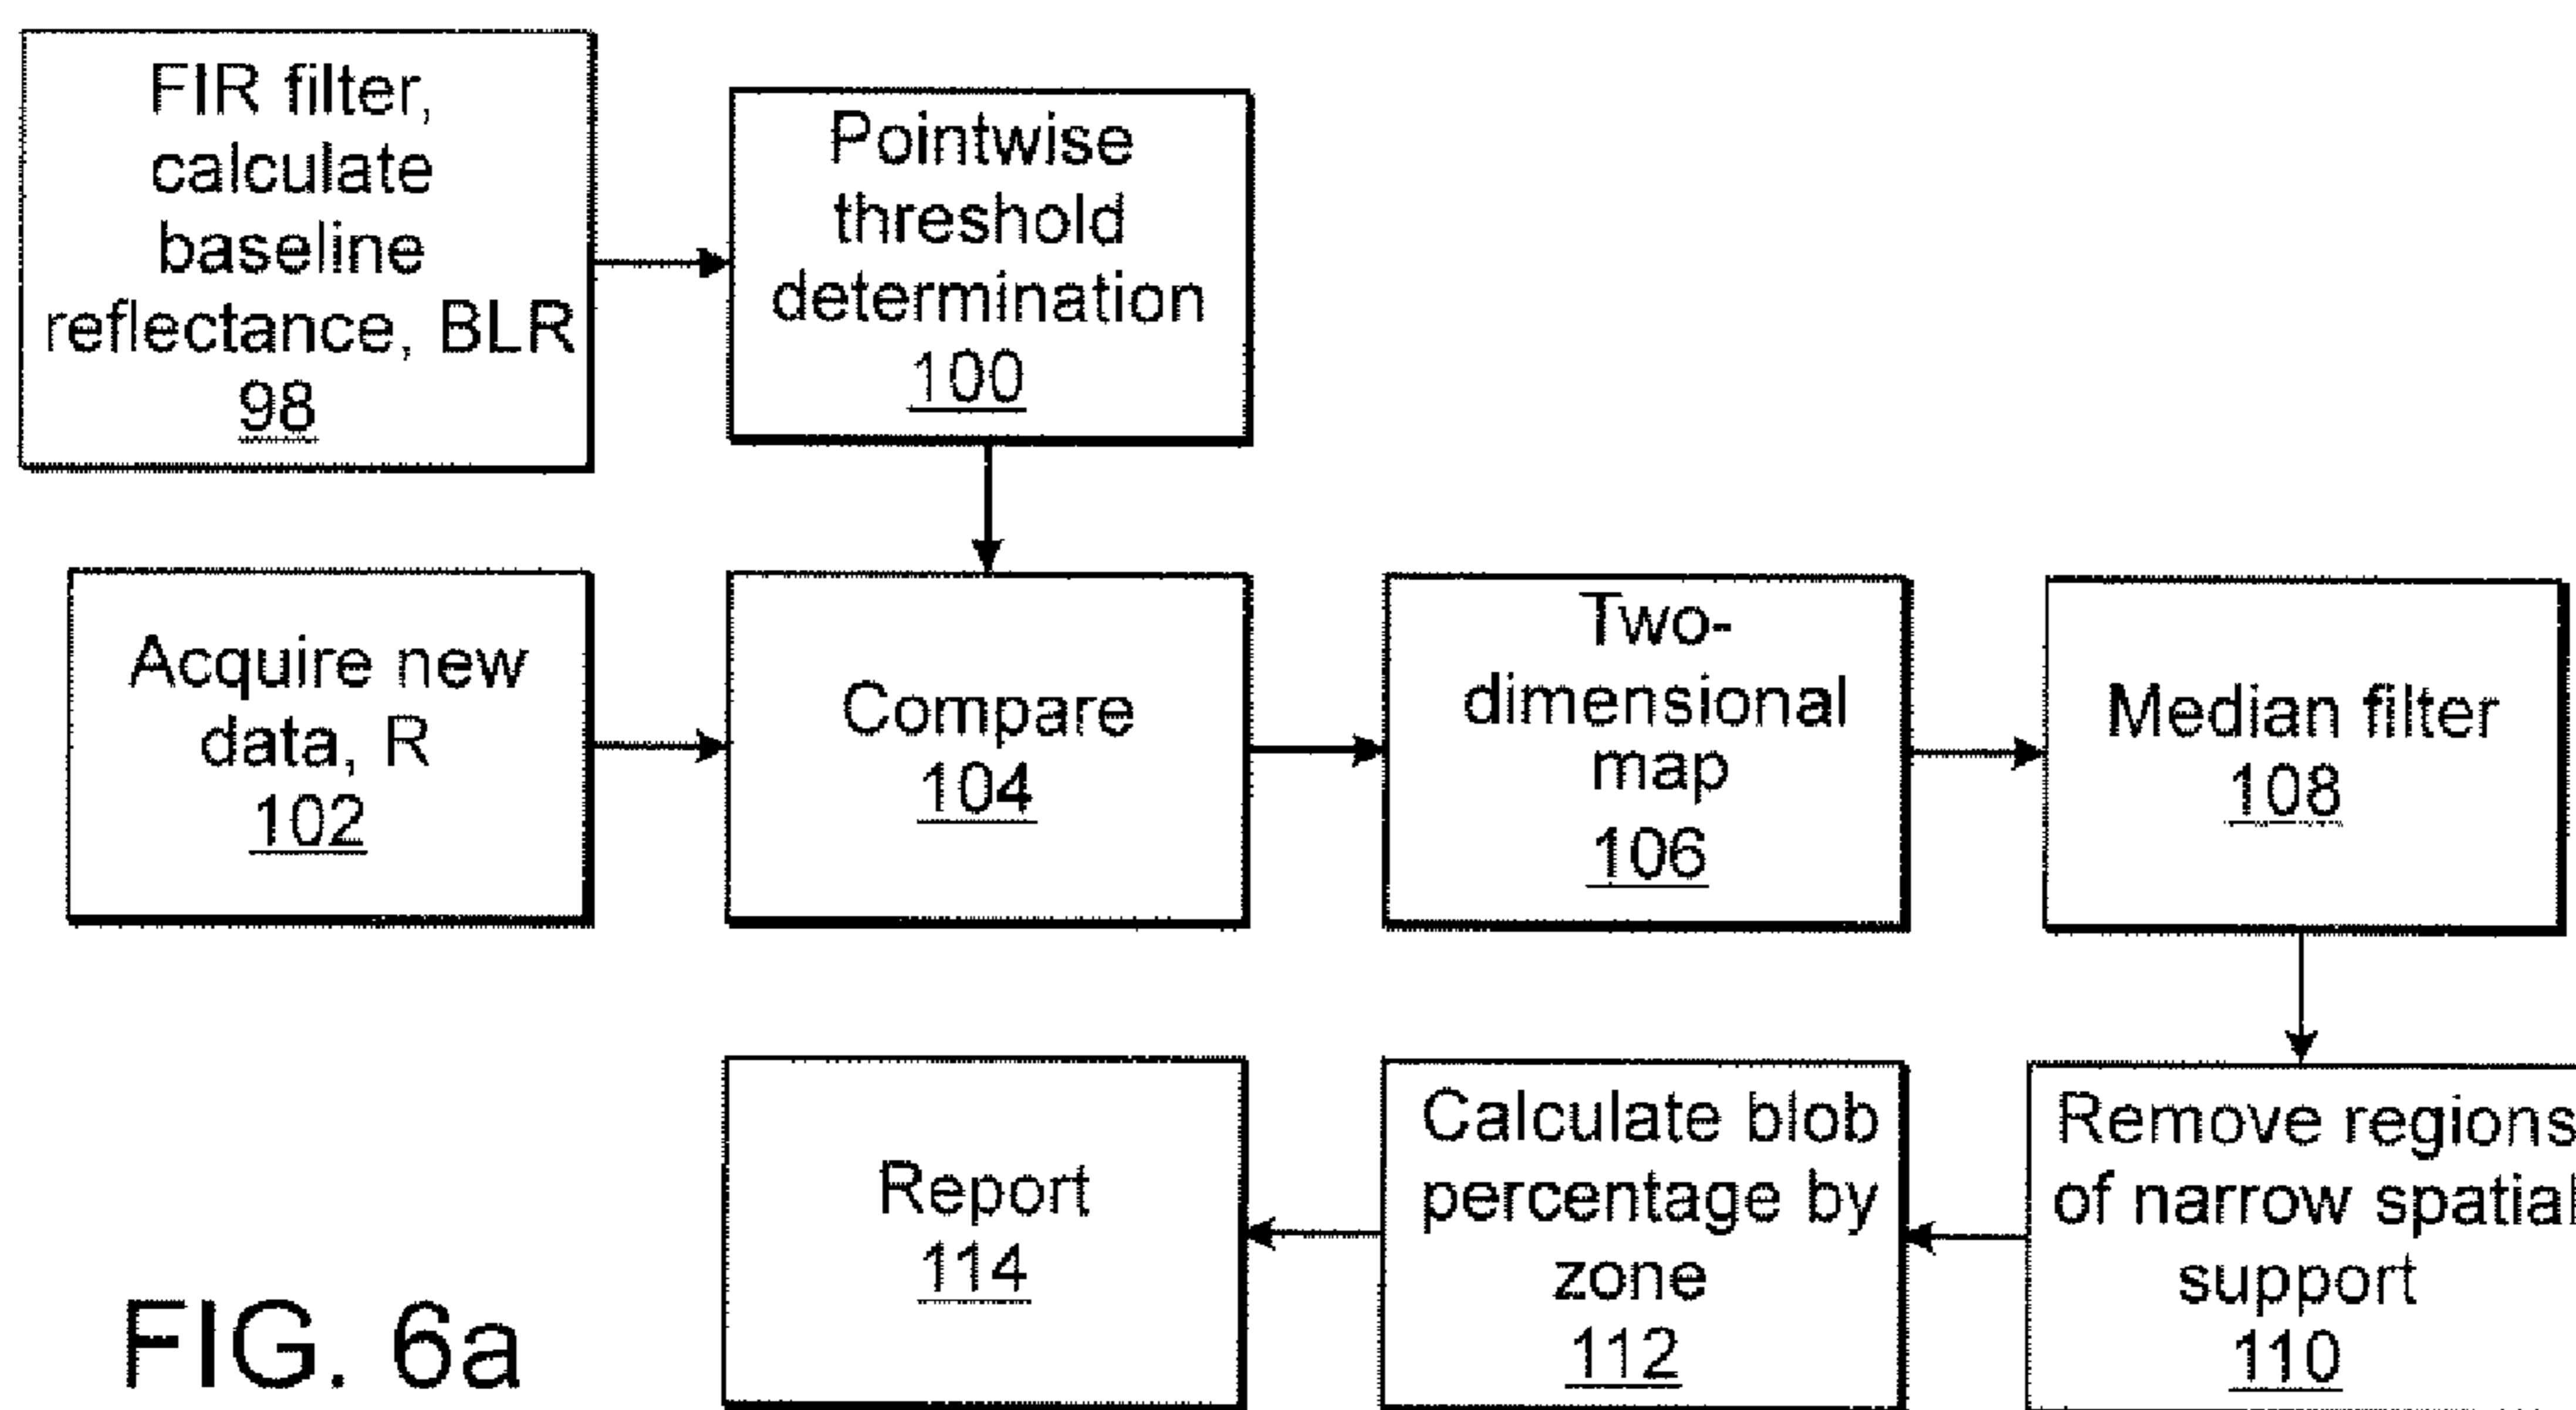 FIR filter,
calculate
baseline
reflectance, BLR
98
Pointwise
threshold
determination
100
Acquire new
data, R
102
Compare
104
Two-
dimensional
map
106
Median filter
108
Remove regions
of narrow spatial
support
110
Calculate blob
percentage by
zone
112
Report
114
FIG. 6a